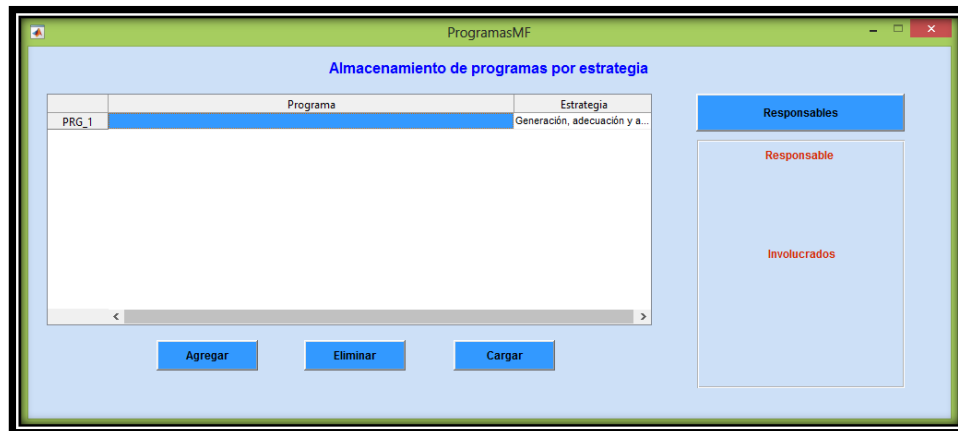 ProgramasMF
Almacenamiento de programas por estrategia
Programa Estrategia
PRG_1 Generación, adecuación y a...
Agregar Eliminar Cargar
Responsables
Responsable
Involucrados